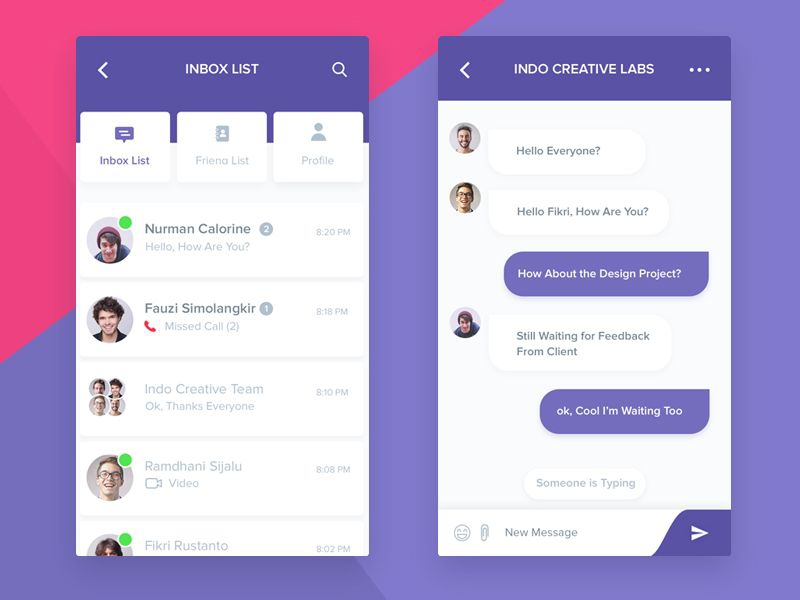 INBOX LIST
Inbox List
Friend List
Profile
Nurman Calorine 2
8:20 PM
Hello, How Are You?
Fauzi Simolangkir 1
8:18 PM
Missed Call (2)
Indo Creative Team
8:10 PM
Ok, Thanks Everyone
Ramdhani Sijalu
8:08 PM
Video
Fikri Rustanto
8:02 PM
INDO CREATIVE LABS
Hello Everyone?
Hello Fikri, How Are You?
How About the Design Project?
Still Waiting for Feedback
From Client
ok, Cool I'm Waiting Too
Someone is Typing
New Message